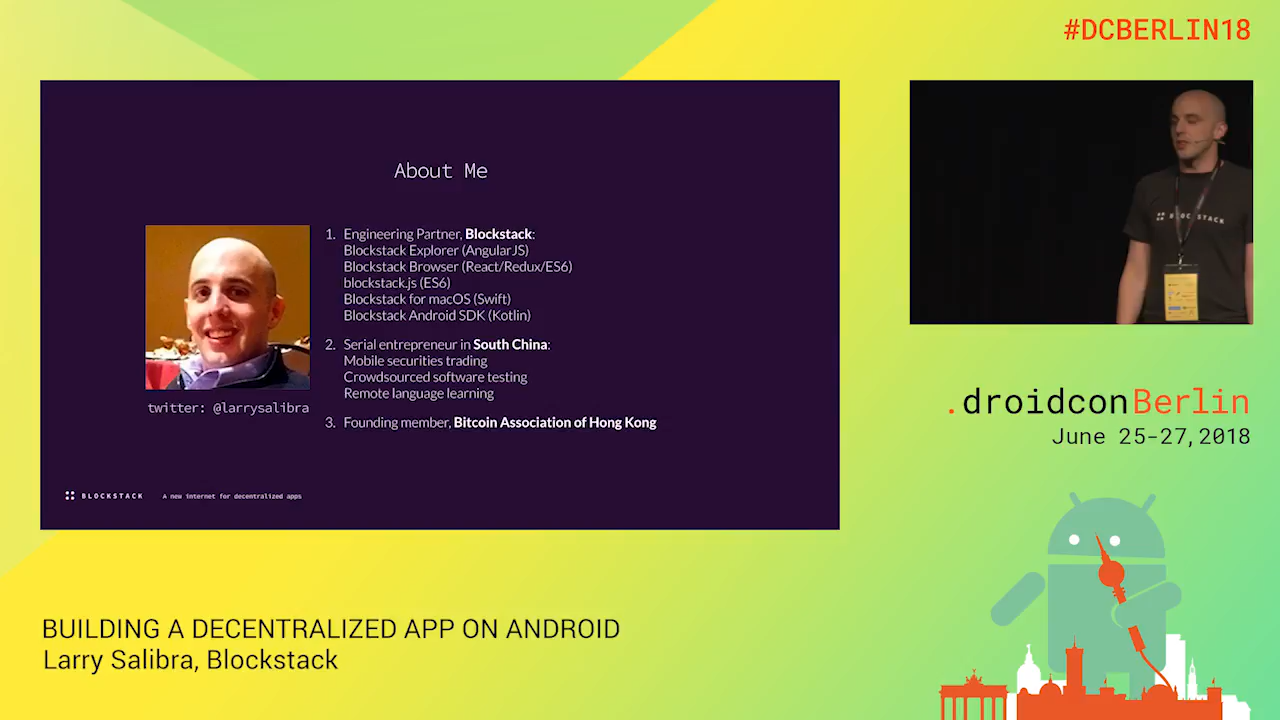 #DCBERLIN18
About Me
1. Engineering Partner, Blockstack:
Blockstack Explorer (AngularJS)
Blockstack Browser (React/Redux/ES6)
blockstack.js (ES6)
Blockstack for macOS (Swift)
Blockstack Android SDK (Kotlin)
2. Serial entrepreneur in South China:
Mobile securities trading
Crowdsourced software testing
Remote language learning
3. Founding member, Bitcoin Association of Hong Kong
twitter: @larrysalibra
BLOCKSTACK A new internet for decentralized apps
BLOCKSTACK
.droidconBerlin
June 25-27,2018
BUILDING A DECENTRALIZED APP ON ANDROID
Larry Salibra, Blockstack